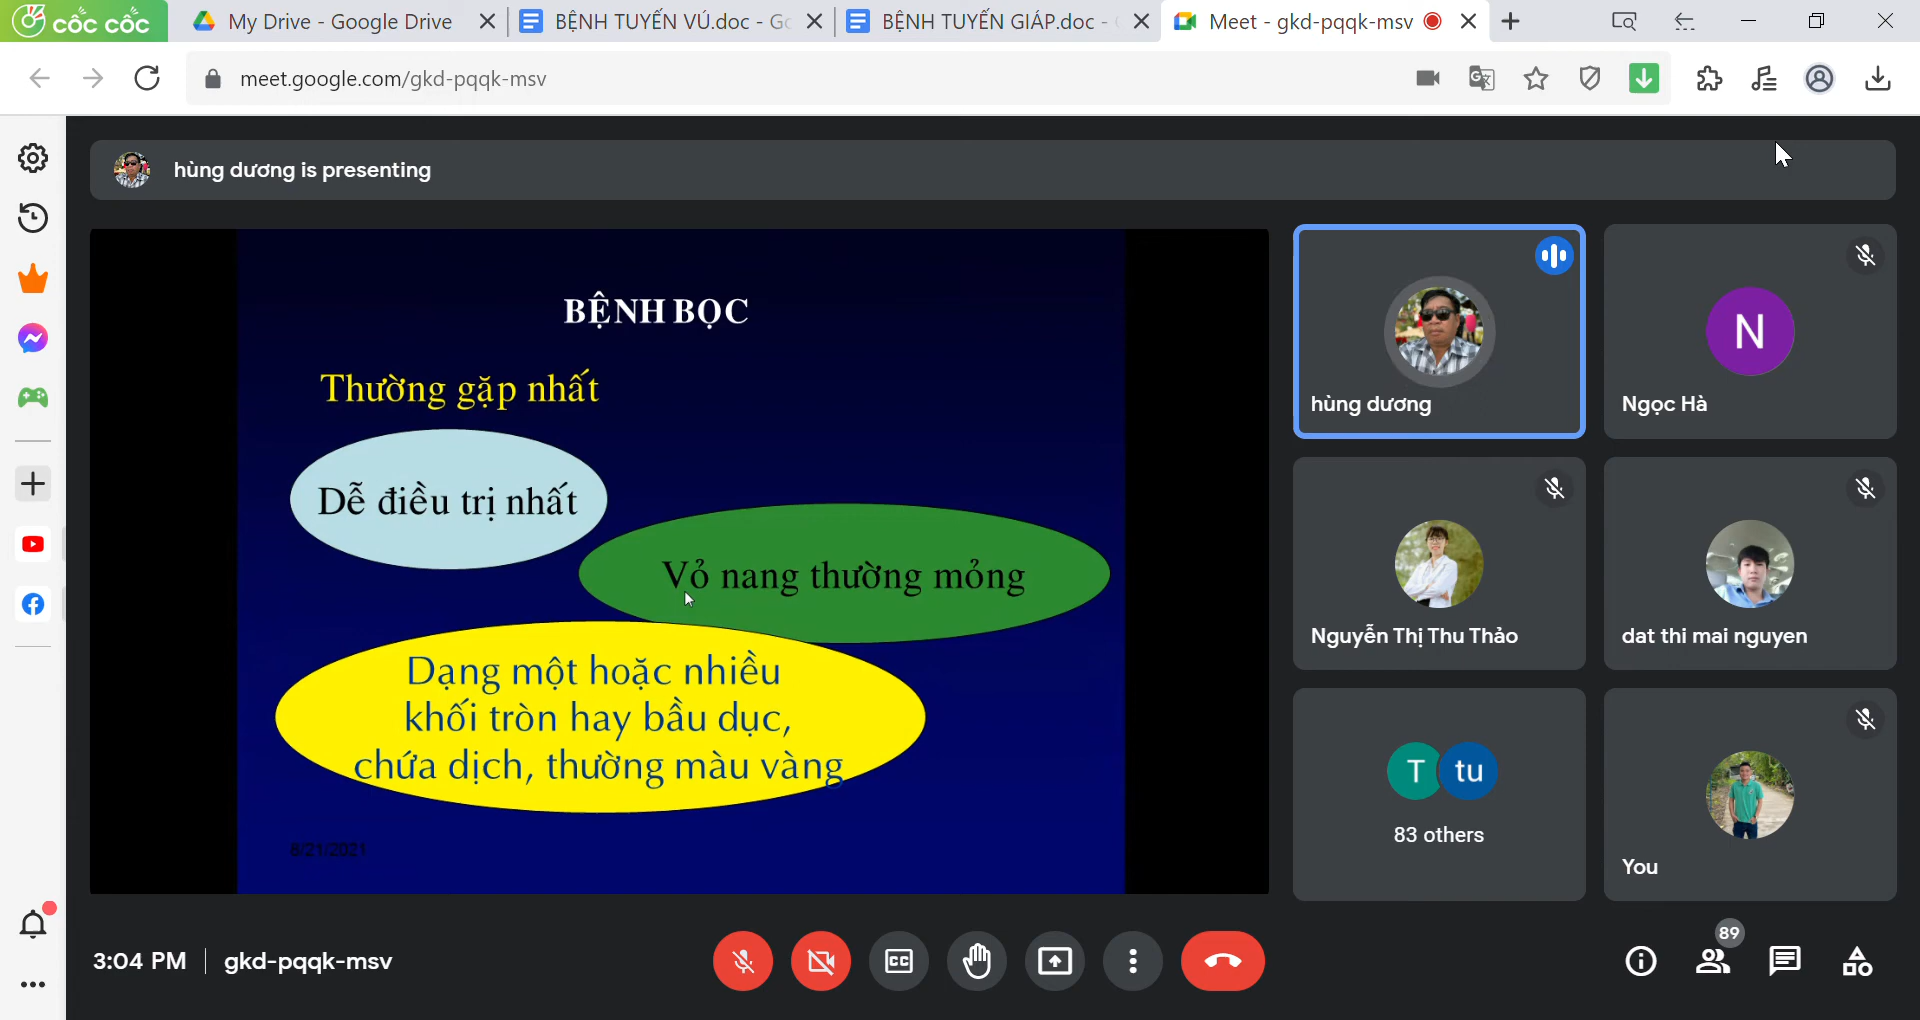 cốc cốc
My Drive - Google Drive
BỆNH TUYẾN VÚ.doc - Go
BỆNH TUYẾN GIÁP.doc -
Meet - gkd-pqqk-msv
meet.google.com/gkd-pqqk-msv
hùng dương is presenting
BỆNH BỌC
Thường gặp nhất
Dễ điều trị nhất
Vỏ nang thường mỏng
Dạng một hoặc nhiều
khối tròn hay bầu dục,
chứa dịch, thường màu vàng
8/21/2021
hùng dương
N
Ngọc Hà
Nguyễn Thị Thu Thảo
dat thi mai nguyen
T tu
83 others
You
3:04 PM
gkd-pqqk-msv
CC
89